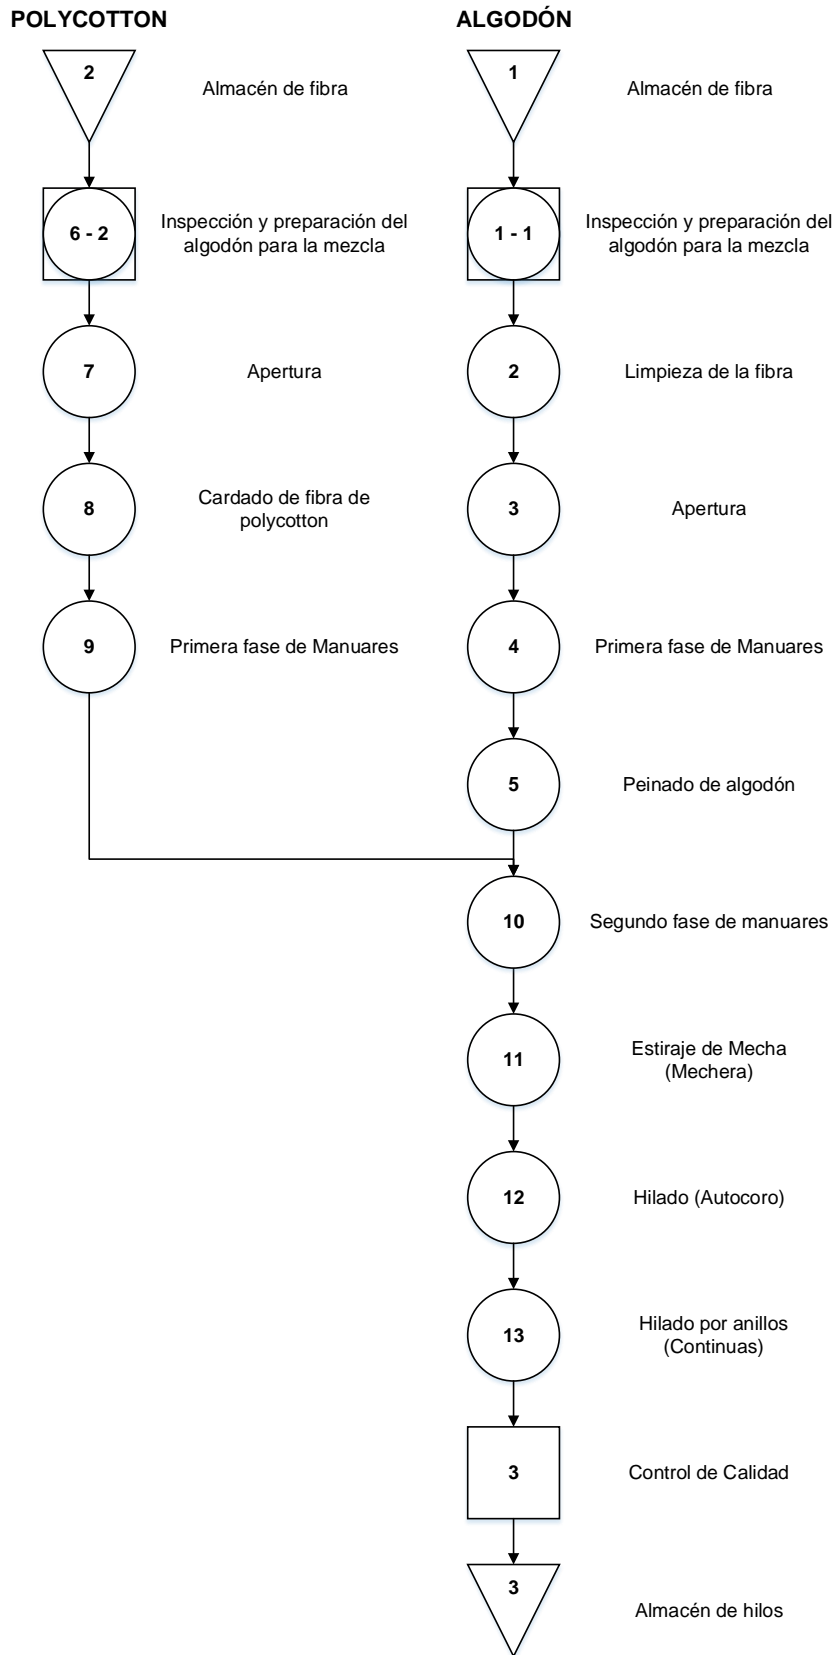 POLYCOTTON
2
Almacén de fibra
6 - 2
Inspección y preparación del
algodón para la mezcla
7
Apertura
8
Cardado de fibra de
polycotton
9
Primera fase de Manuares
ALGODÓN
1
Almacén de fibra
1 - 1
Inspección y preparación del
algodón para la mezcla
2
Limpieza de la fibra
3
Apertura
4
Primera fase de Manuares
5
Peinado de algodón
10
Segundo fase de manuares
11
Estiraje de Mecha
(Mechera)
12
Hilado (Autocoro)
13
Hilado por anillos
(Continuas)
3
Control de Calidad
3
Almacén de hilos